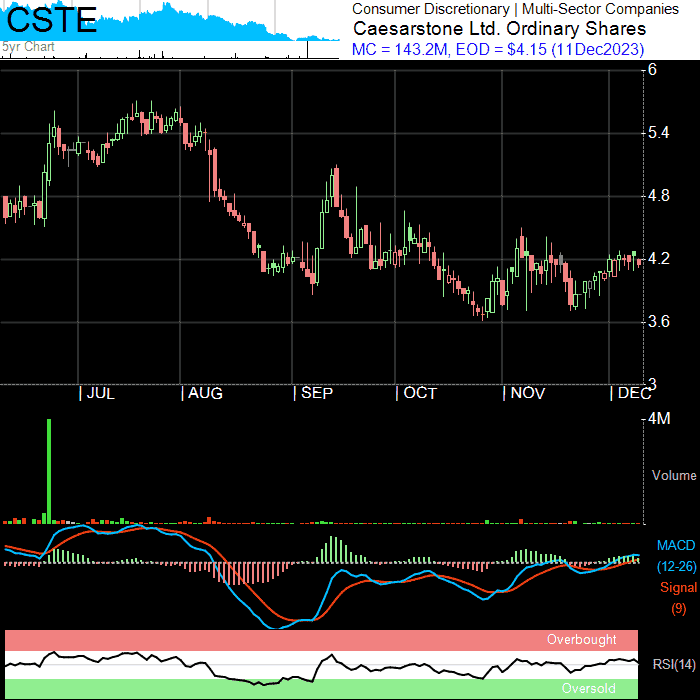 CSTE
5yr Chart
Consumer Discretionary | Multi-Sector Companies
Caesarstone Ltd. Ordinary Shares
MC = 143.2M, EOD = $4.15 (11Dec2023)
6
5.4
4.8
4.2
3.6
3
JUL AUG SEP OCT NOV DEC
4M
Volume
MACD
(12-26)
Signal
(9)
Overbought
RSI(14)
Oversold